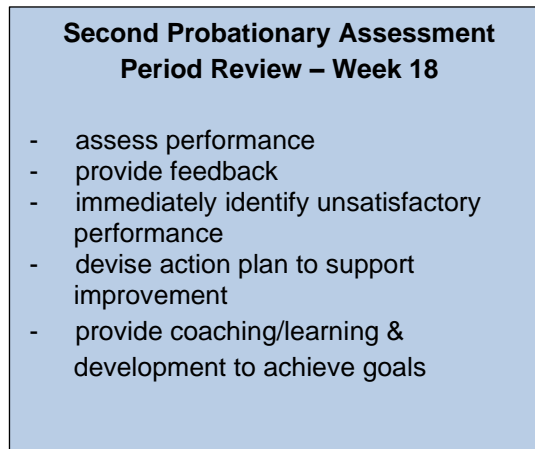 Second Probationary Assessment
Period Review – Week 18
- assess performance
- provide feedback
- immediately identify unsatisfactory
performance
- devise action plan to support
improvement
- provide coaching/learning &
development to achieve goals